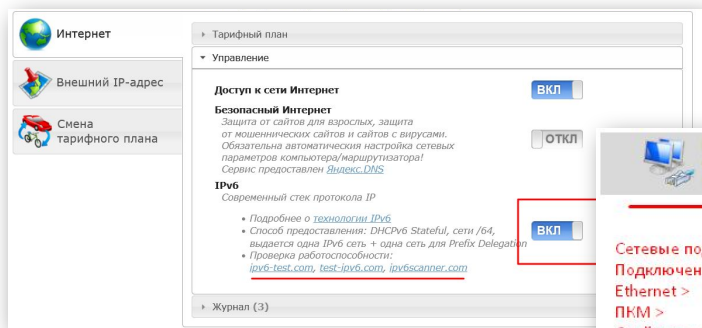 Интернет
Внешний IP-адрес
Смена
тарифного плана
Тарифный план
Управление
Доступ к сети Интернет
ВКЛ
Безопасный Интернет
Защита от сайтов для взрослых, защита
от мошеннических сайтов и сайтов с вирусами.
Обязательна автоматическая настройка сетевых
параметров компьютера/маршрутизатора!
Сервис предоставлен Яндекс.DNS
ОТКЛ
IPv6
Современный стек протокола IP
• Подробнее о технологии IPv6
• Способ предоставления: DHCPv6 Stateful, сети /64,
выдается одна IPv6 сеть + одна сеть для Prefix Delegation
• Проверка работоспособности:
ipv6-test.com, test-ipv6.com, ipv6scanner.com
ВКЛ
Журнал (3)
Сетевые по
Подключен
Ethernet >
ПКМ >